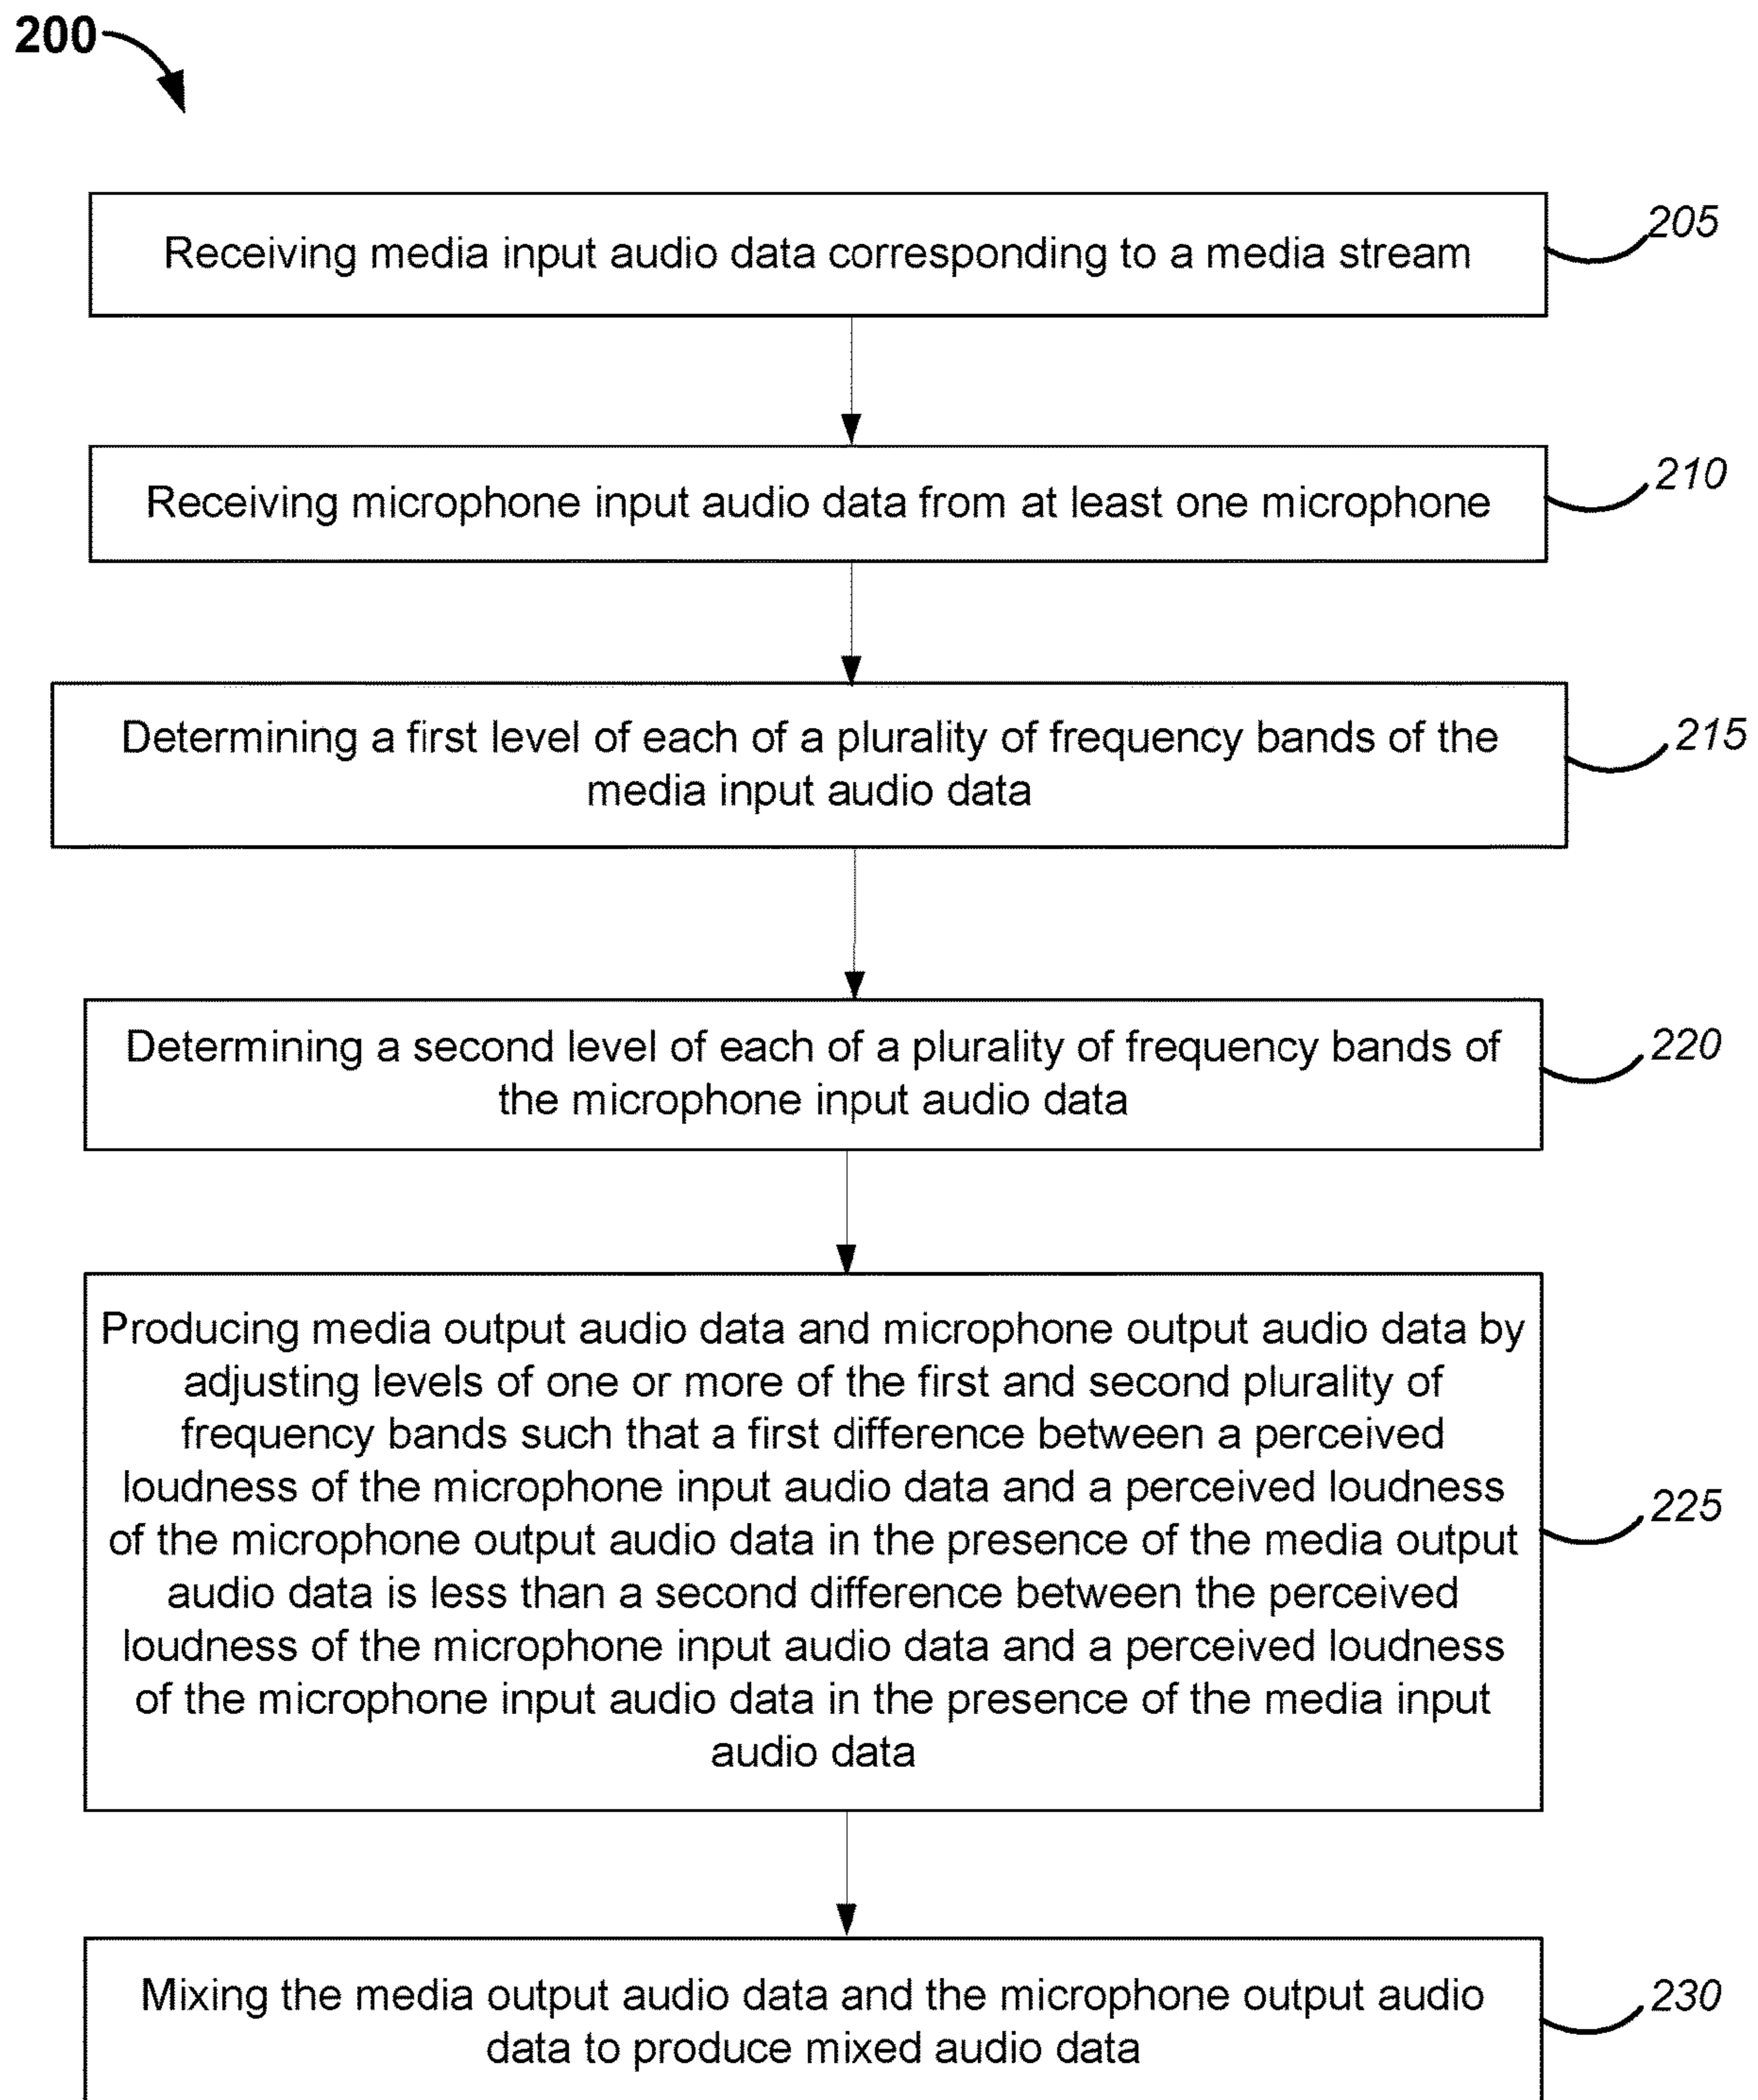 200
Receiving media input audio data corresponding to a media stream
205
Receiving microphone input audio data from at least one microphone
210
Determining a first level of each of a plurality of frequency bands of the
media input audio data
215
Determining a second level of each of a plurality of frequency bands of
the microphone input audio data
220
Producing media output audio data and microphone output audio data by
adjusting levels of one or more of the first and second plurality of
frequency bands such that a first difference between a perceived
loudness of the microphone input audio data and a perceived loudness
of the microphone output audio data in the presence of the media output
audio data is less than a second difference between the perceived
loudness of the microphone input audio data and a perceived loudness
of the microphone input audio data in the presence of the media input
audio data
225
Mixing the media output audio data and the microphone output audio
data to produce mixed audio data
230